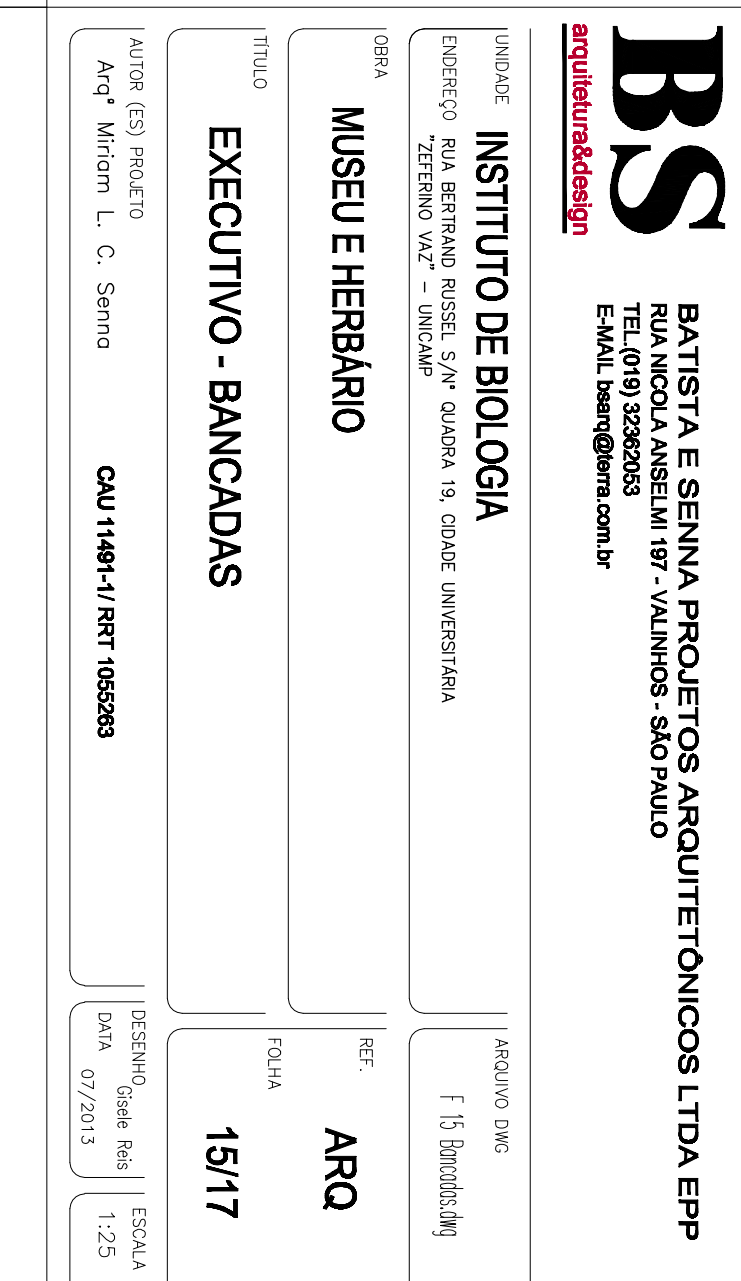 BS
arquitetura&design
BATISTA E SENNA PROJETOS ARQUITETÔNICOS LTDA EPP
RUA NICOLA ANSELMI 197 - VALINHOS - SÃO PAULO
TEL.(019) 32362053
E-MAIL bsarq@terra.com.br
UNIDADE
INSTITUTO DE BIOLOGIA
ENDEREÇO RUA BERTRAND RUSSEL S/N° QUADRA 19, CIDADE UNIVERSITÁRIA
"ZEFERINO VAZ" – UNICAMP
ARQUIVO DWG
F 15 Bancadas.dwg
OBRA
MUSEU E HERBÁRIO
REF.
ARQ
TÍTULO
EXECUTIVO - BANCADAS
FOLHA
15/17
AUTOR (ES) PROJETO
Arqª Miriam L. C. Senna
CAU 11491-1/ RRT 1055263
DESENHO
Gisele Reis
DATA
07/2013
ESCALA
1:25